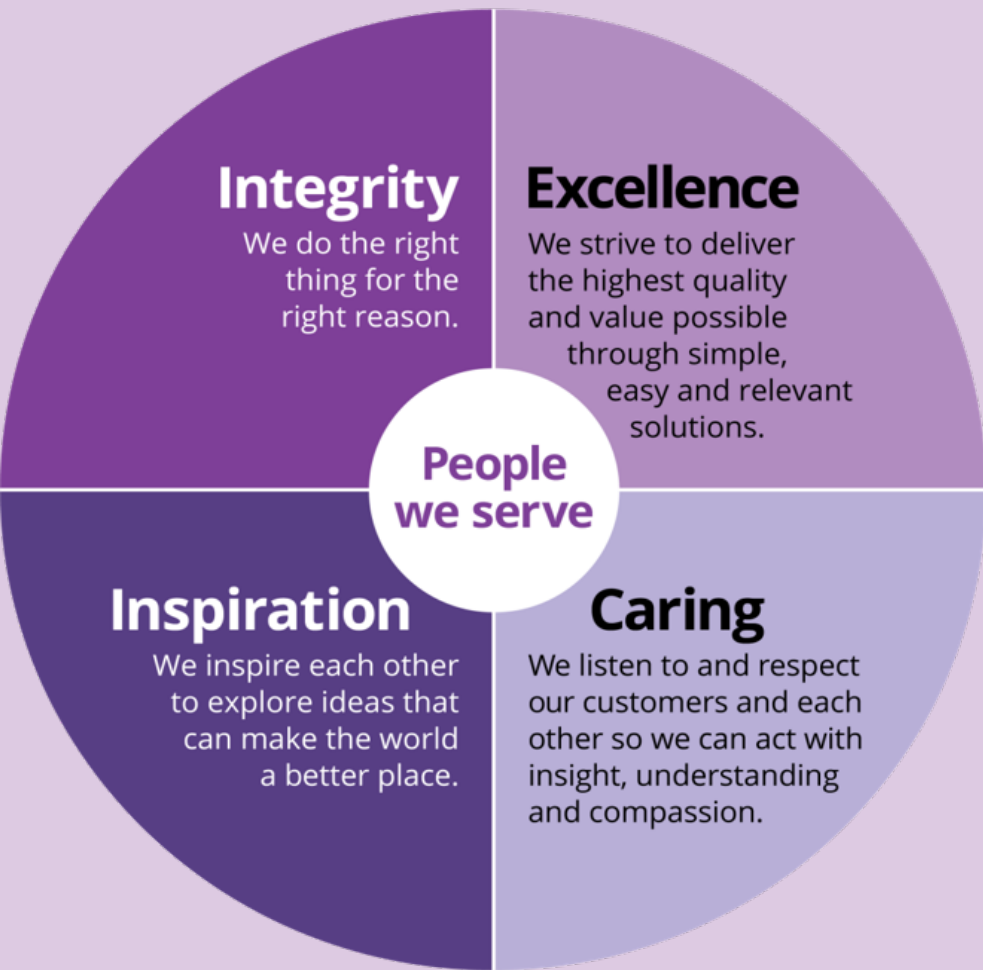 Integrity
We do the right
thing for the
right reason.
Excellence
We strive to deliver
the highest quality
and value possible
through simple,
easy and relevant
solutions.
People
we serve
Inspiration
We inspire each other
to explore ideas that
can make the world
a better place.
Caring
We listen to and respect
our customers and each
other so we can act with
insight, understanding
and compassion.